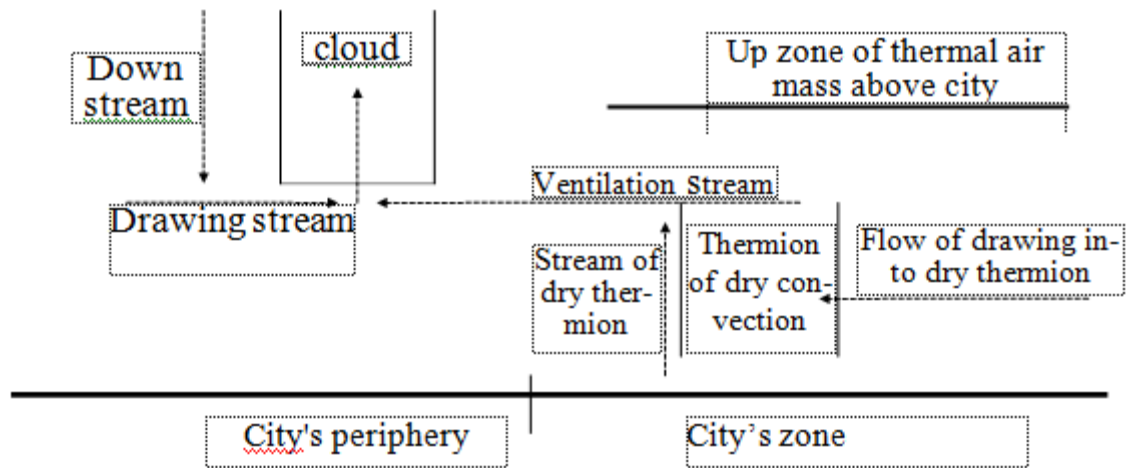 Down
stream
cloud
Up zone of thermal air
mass above city
Ventilation Stream
Drawing stream
Stream of
dry ther-
mion
Thermion
of dry con-
vection
Flow of drawing in-
to dry thermion
City's periphery
City’s zone